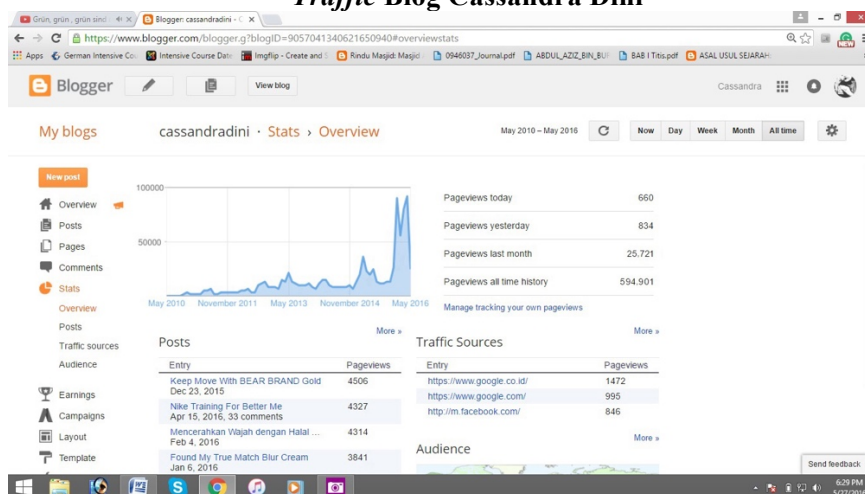 Traffic Blog Cassandra Dini
Grün, grün , grün sind
Blogger: cassandradini - C
https://www.blogger.com/blogger.g?blogID=9057041340621650940#overviewstats
Apps
German Intensive Co
Intensive Course Date
Imgflip - Create and S
Rindu Masjid: Masjid
0946037_Journal.pdf
ABDUL_AZIZ_BIN_BUR
BAB I Titis.pdf
ASAL USUL SEJARAH
NEW
Blogger
View blog
Cassandra
My blogs
cassandradini · Stats › Overview
May 2010 – May 2016
Now
Day
Week
Month
All time
New post
Overview
Posts
Pages
Comments
Stats
Overview
Posts
Traffic sources
Audience
Earnings
Campaigns
Layout
Template
100000
50000
May 2010 November 2011 May 2013 November 2014 May 2016
Pageviews today 660
Pageviews yesterday 834
Pageviews last month 25.721
Pageviews all time history 594.901
Manage tracking your own pageviews
More »
Posts
Entry Pageviews
Keep Move With BEAR BRAND Gold 4506
Dec 23, 2015
Nike Training For Better Me 4327
Apr 15, 2016, 33 comments
Mencerahkan Wajah dengan Halal ... 4314
Feb 4, 2016
Found My True Match Blur Cream 3841
Jan 6, 2016
More »
Traffic Sources
Entry Pageviews
https://www.google.co.id/ 1472
https://www.google.com/ 995
http://m.facebook.com/ 846
More »
Audience
Send feedback
6:29 PM